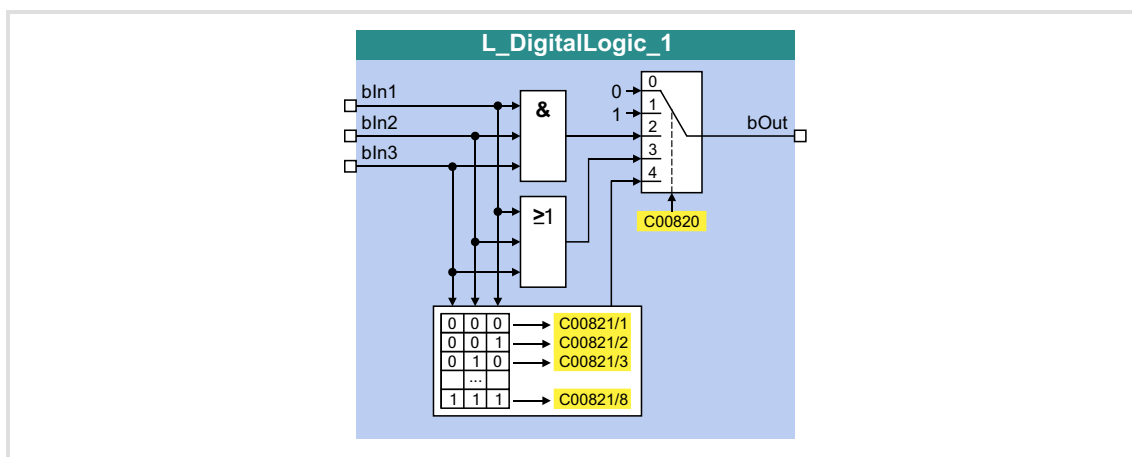 L_DigitalLogic_1
bIn1
bIn2
bIn3
&
≥1
0
0
1
1
2
3
4
bOut
C00820
0 0 0 C00821/1
0 0 1 C00821/2
0 1 0 C00821/3
...
1 1 1 C00821/8